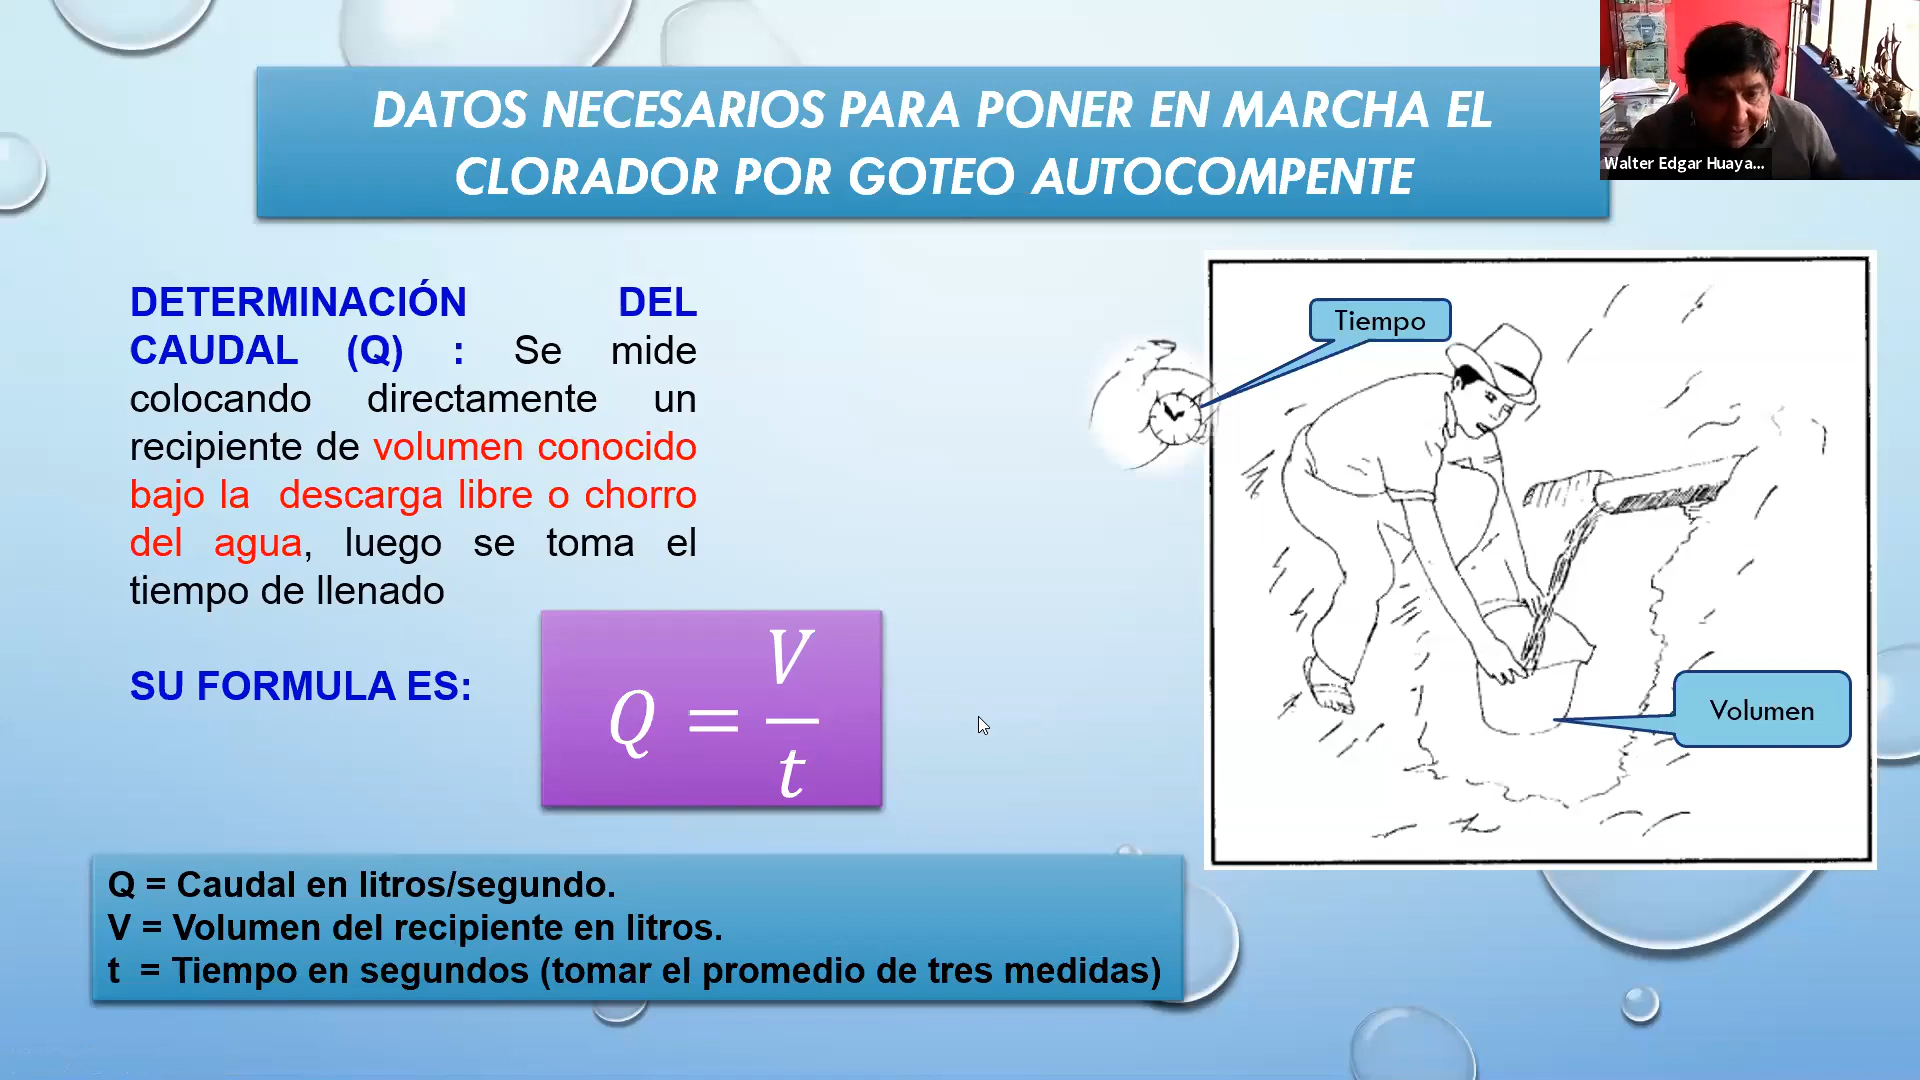 DATOS NECESARIOS PARA PONER EN MARCHA EL
CLORADOR POR GOTEO AUTOCOMPENTE
Walter Edgar Huaya...
DETERMINACIÓN DEL
CAUDAL (Q) : Se mide
colocando directamente un
recipiente de volumen conocido
bajo la descarga libre o chorro
del agua, luego se toma el
tiempo de llenado
SU FORMULA ES:
Q = V/t
Tiempo
Volumen
Q = Caudal en litros/segundo.
V = Volumen del recipiente en litros.
t = Tiempo en segundos (tomar el promedio de tres medidas)